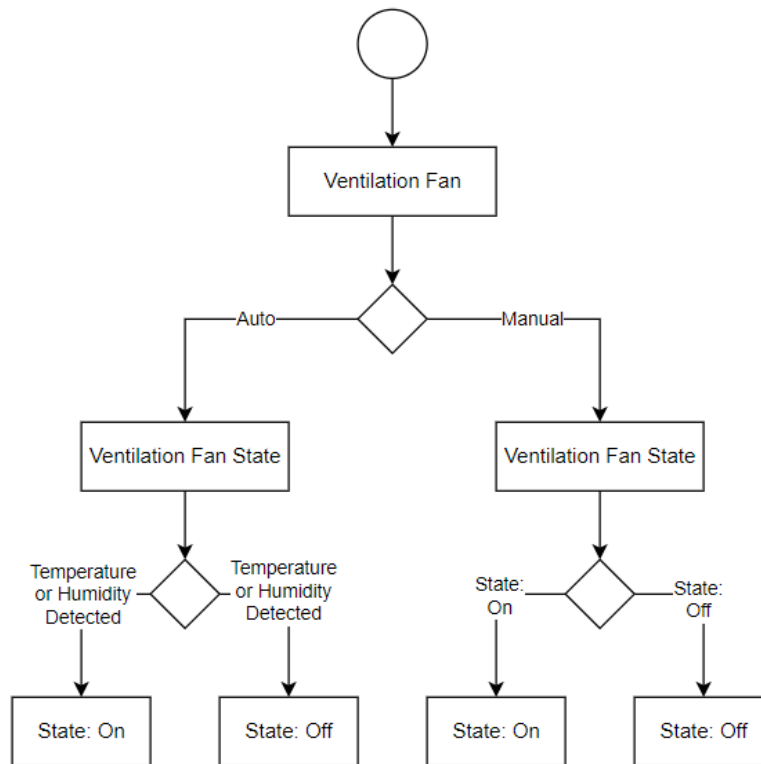 Ventilation Fan
Auto
Manual
Ventilation Fan State
Ventilation Fan State
Temperature
or Humidity
Detected
Temperature
or Humidity
Detected
State:
On
State:
Off
State: On
State: Off
State: On
State: Off